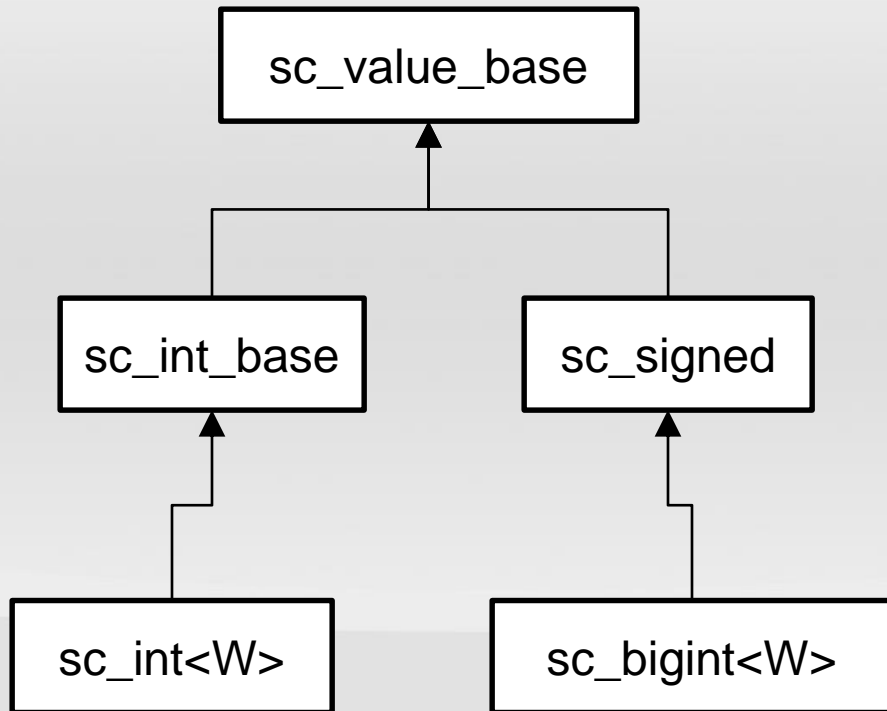 sc_value_base
sc_int_base
sc_signed
sc_int<W>
sc_bigint<W>